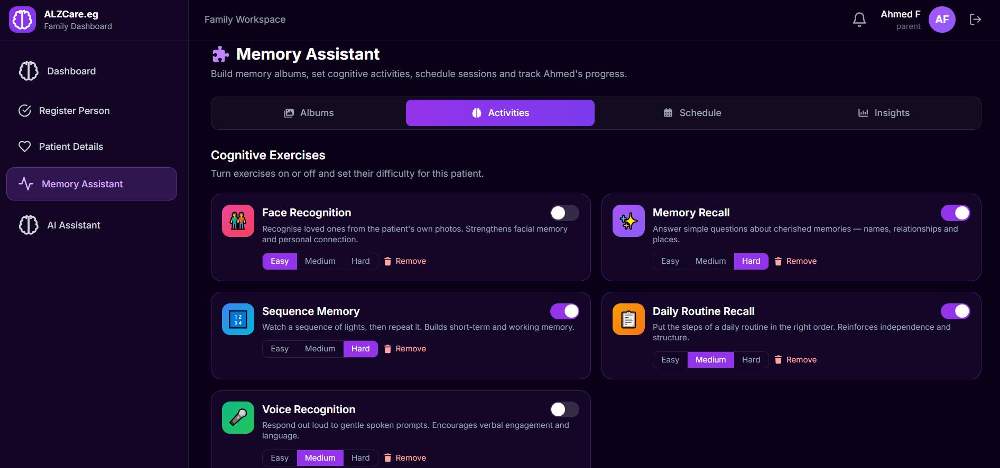 ALZCare.eg
Family Dashboard
Family Workspace
Ahmed F
parent
AF
Dashboard
Register Person
Patient Details
Memory Assistant
AI Assistant
Memory Assistant
Build memory albums, set cognitive activities, schedule sessions and track Ahmed's progress.
Albums
Activities
Schedule
Insights
Cognitive Exercises
Turn exercises on or off and set their difficulty for this patient.
Face Recognition
Recognise loved ones from the patient's own photos. Strengthens facial memory
and personal connection.
Easy Medium Hard Remove
Memory Recall
Answer simple questions about cherished memories — names, relationships and
places.
Easy Medium Hard Remove
1 2
3 4
Sequence Memory
Watch a sequence of lights, then repeat it. Builds short-term and working memory.
Easy Medium Hard Remove
Daily Routine Recall
Put the steps of a daily routine in the right order. Reinforces independence and
structure.
Easy Medium Hard Remove
Voice Recognition
Respond out loud to gentle spoken prompts. Encourages verbal engagement and
language.
Easy Medium Hard Remove